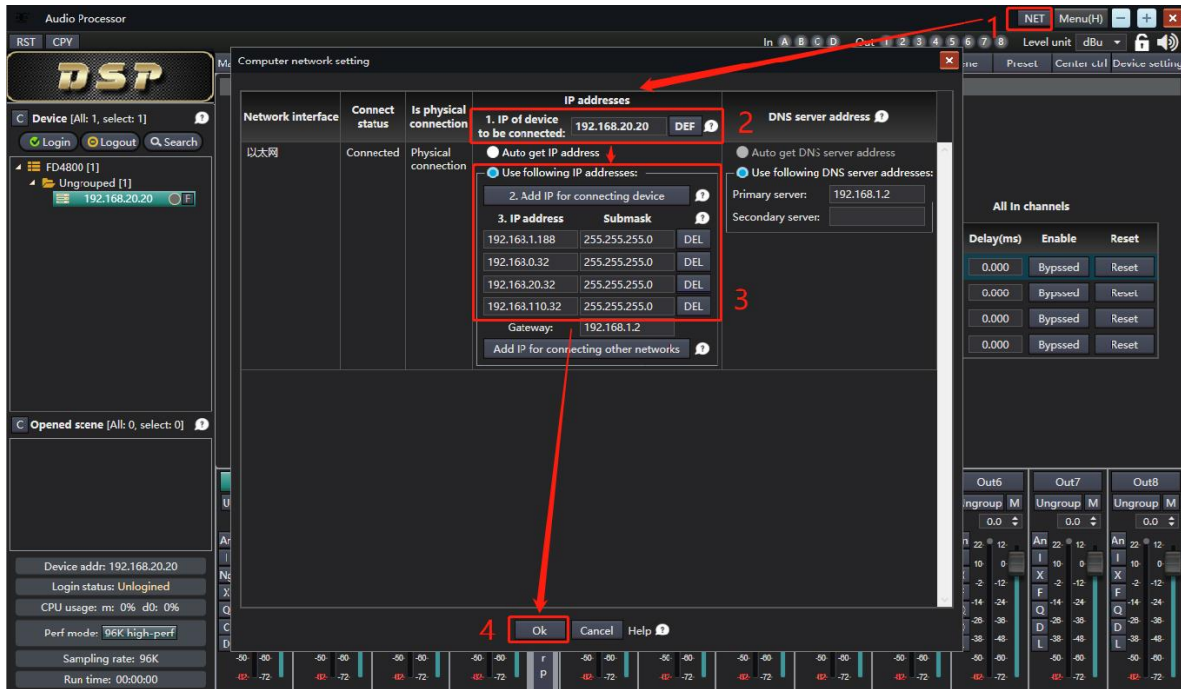 Audio Processor
NET Menu(H)
1
RST CPY
In A B C D Out 1 2 3 4 5 6 7 8 Level unit dBu
DSP
Computer network setting
Preset Center ctrl Device setting
C Device [All: 1, select: 1]
Login Logout Search
FD4800 [1]
Ungrouped [1]
192.168.20.20 F
Network interface
Connect status
Is physical connection
IP addresses
1. IP of device to be connected: 192.168.20.20 DEF
2
DNS server address
以太网
Connected
Physical connection
Auto get IP address
Use following IP addresses:
2. Add IP for connecting device
3. IP address Submask
192.163.1.188 255.255.255.0 DEL
192.163.0.32 255.255.255.0 DEL
192.163.20.32 255.255.255.0 DEL
192.163.110.32 255.255.255.0 DEL
3
Gateway: 192.168.1.2
Add IP for connecting other networks
Auto get DNS server address
Use following DNS server addresses:
Primary server: 192.168.1.2
Secondary server:
All In channels
Delay(ms) Enable Reset
0.000 Bypssed Reset
0.000 Bypssed Reset
0.000 Bypssed Reset
0.000 Bypssed Reset
C Opened scene [All: 0, select: 0]
Device addr: 192.168.20.20
Login status: Unlogined
CPU usage: m: 0% d0: 0%
Perf mode: 96K high-perf
Sampling rate: 96K
Run time: 00:00:00
4
Ok Cancel Help
Out6 Out7 Out8
Ungroup M Ungroup M
0.0 0.0 0.0